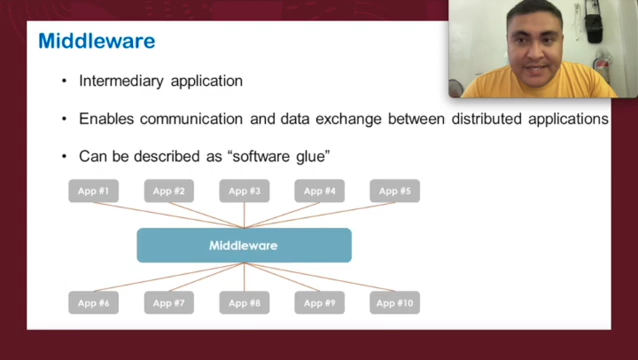 Middleware
• Intermediary application
• Enables communication and data exchange between distributed applications
• Can be described as “software glue”
App #1 App #2 App #3 App #4 App #5
Middleware
App #6 App #7 App #8 App #9 App #10